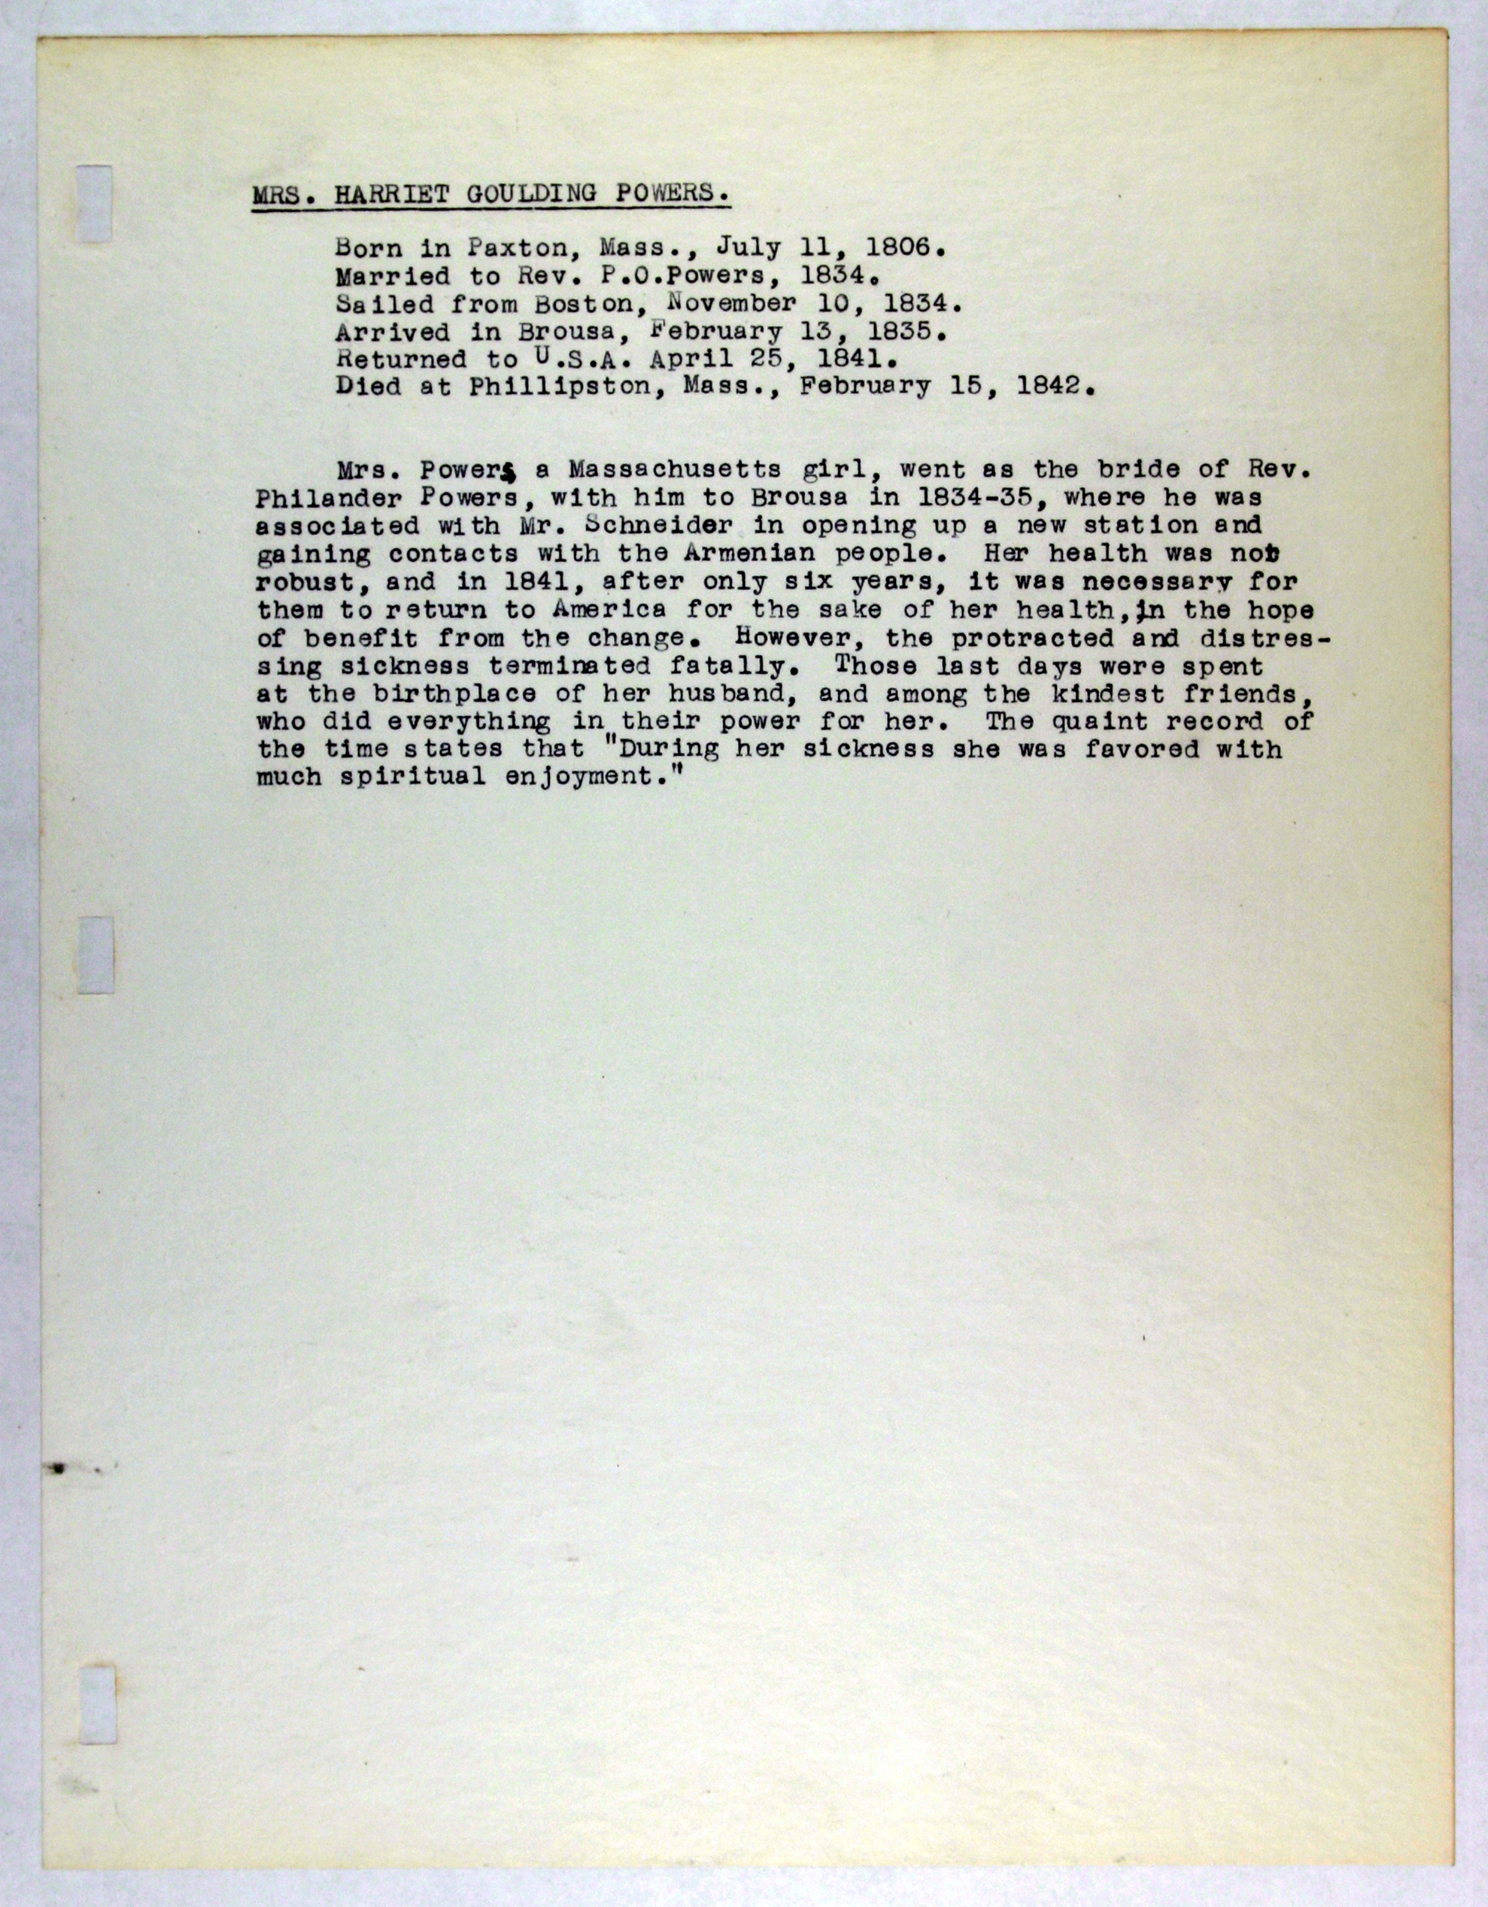 MRS. HARRIET GOULDING POWERS.
Born in Paxton, Mass., July 11, 1806.
Married to Rev. P.O.Powers, 1834.
Sailed from Boston, November 10, 1834.
Arrived in Brousa, February 13, 1835.
Returned to U.S.A. April 25, 1841.
Died at Phillipston, Mass., February 15, 1842.
Mrs. Powers a Massachusetts girl, went as the bride of Rev.
Philander Powers, with him to Brousa in 1834-35, where he was
associated with Mr. Schneider in opening up a new station and
gaining contacts with the Armenian people. Her health was not
robust, and in 1841, after only six years, it was necessary for
them to return to America for the sake of her health,in the hope
of benefit from the change. However, the protracted and distres-
sing sickness terminated fatally. Those last days were spent
at the birthplace of her husband, and among the kindest friends,
who did everything in their power for her. The quaint record of
the time states that "During her sickness she was favored with
much spiritual enjoyment."